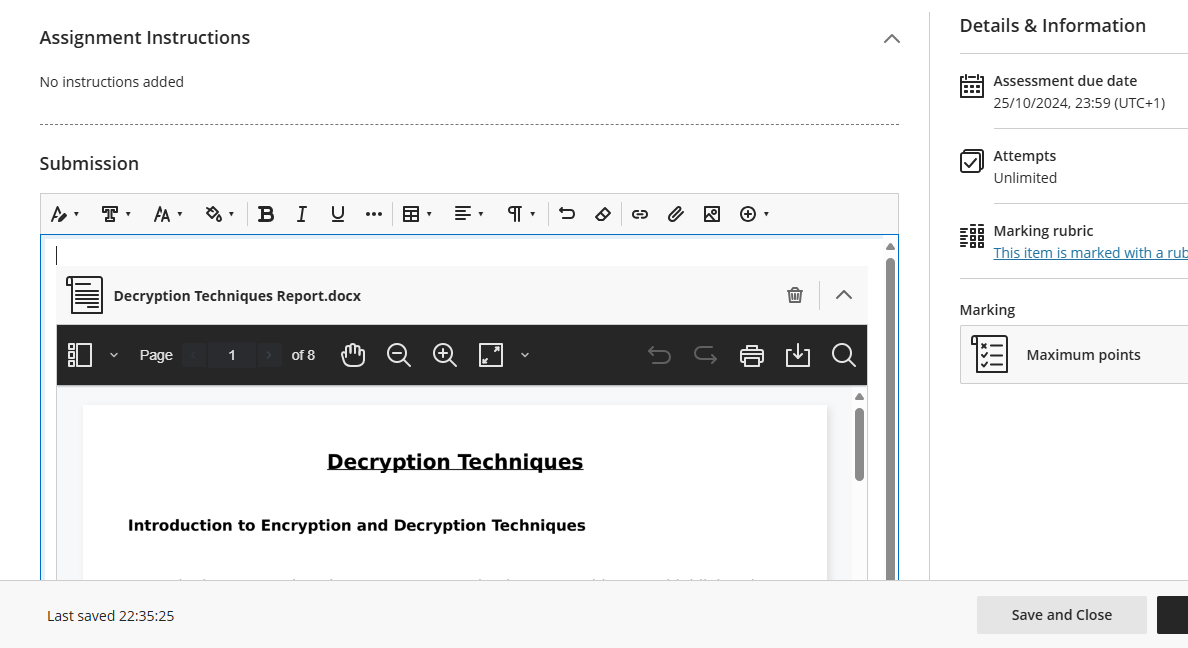 Assignment Instructions
No instructions added
Submission
Decryption Techniques Report.docx
Page 1 of 8
Decryption Techniques
Introduction to Encryption and Decryption Techniques
Last saved 22:35:25
Save and Close
Details & Information
Assessment due date
25/10/2024, 23:59 (UTC+1)
Attempts
Unlimited
Marking rubric
This item is marked with a rub
Marking
Maximum points